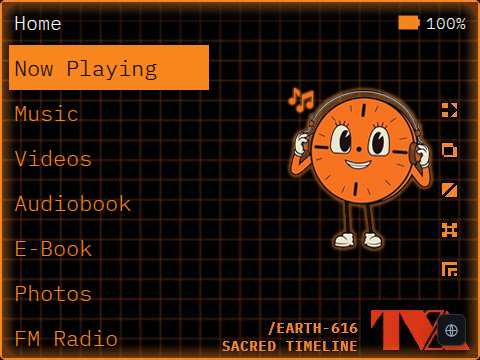 Home
100%
Now Playing
Music
Videos
Audiobook
E-Book
Photos
FM Radio
/EARTH-616
SACRED TIMELINE
TVA